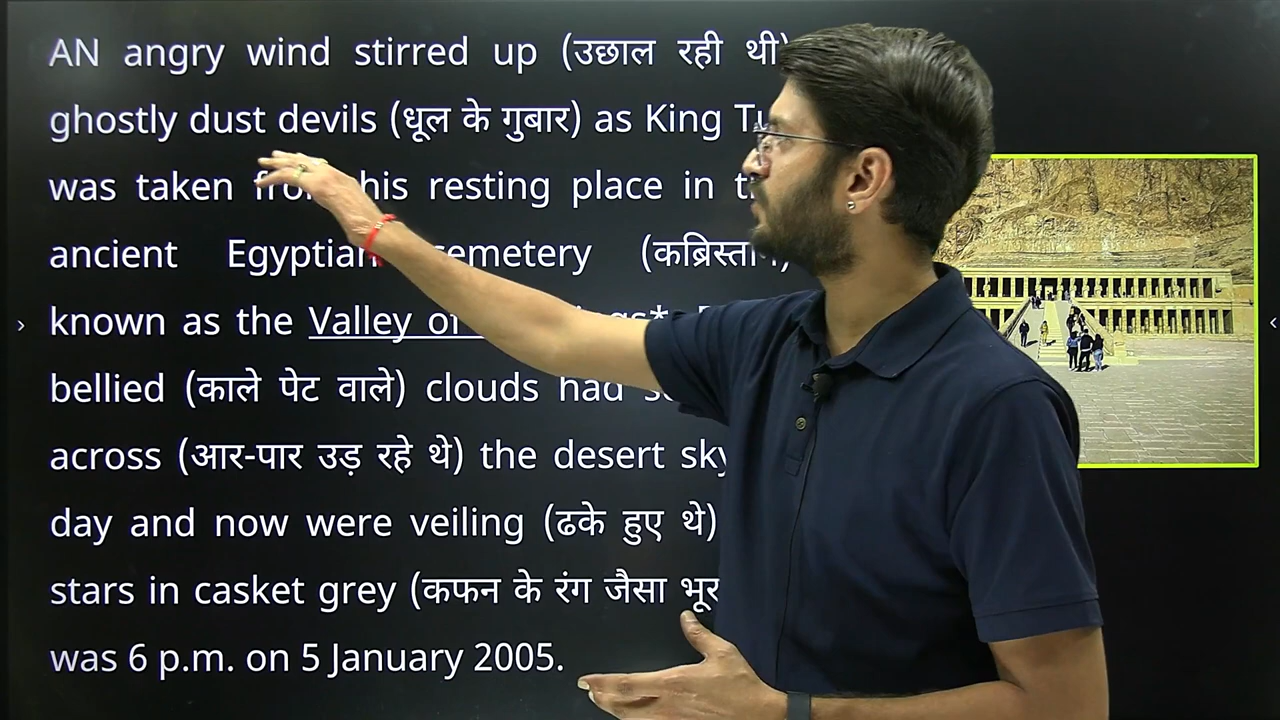 AN angry wind stirred up (उछाल रही थी)
ghostly dust devils (धूल के गुबार) as King
was taken his resting place in
ancient Egyptian cemetery (कब्रिस्तान)
known as the Valley of
bellied (काले पेट वाले) clouds had
across (आर-पार उड़ रहे थे) the desert sky
day and now were veiling (ढके हुए थे)
stars in casket grey (कफन के रंग जैसा
was 6 p.m. on 5 January 2005.